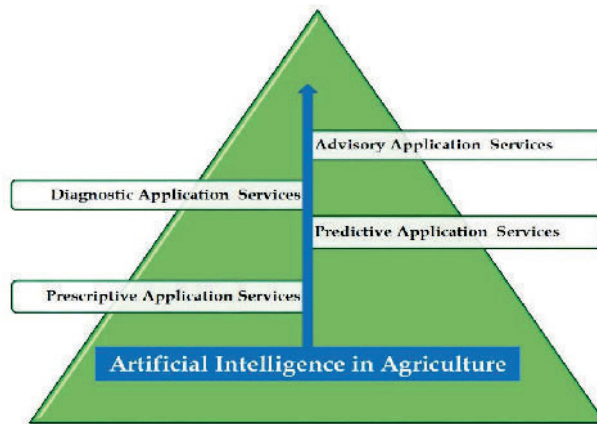 Advisory Application Services
Diagnostic Application Services
Predictive Application Services
Prescriptive Application Services
Artificial Intelligence in Agriculture